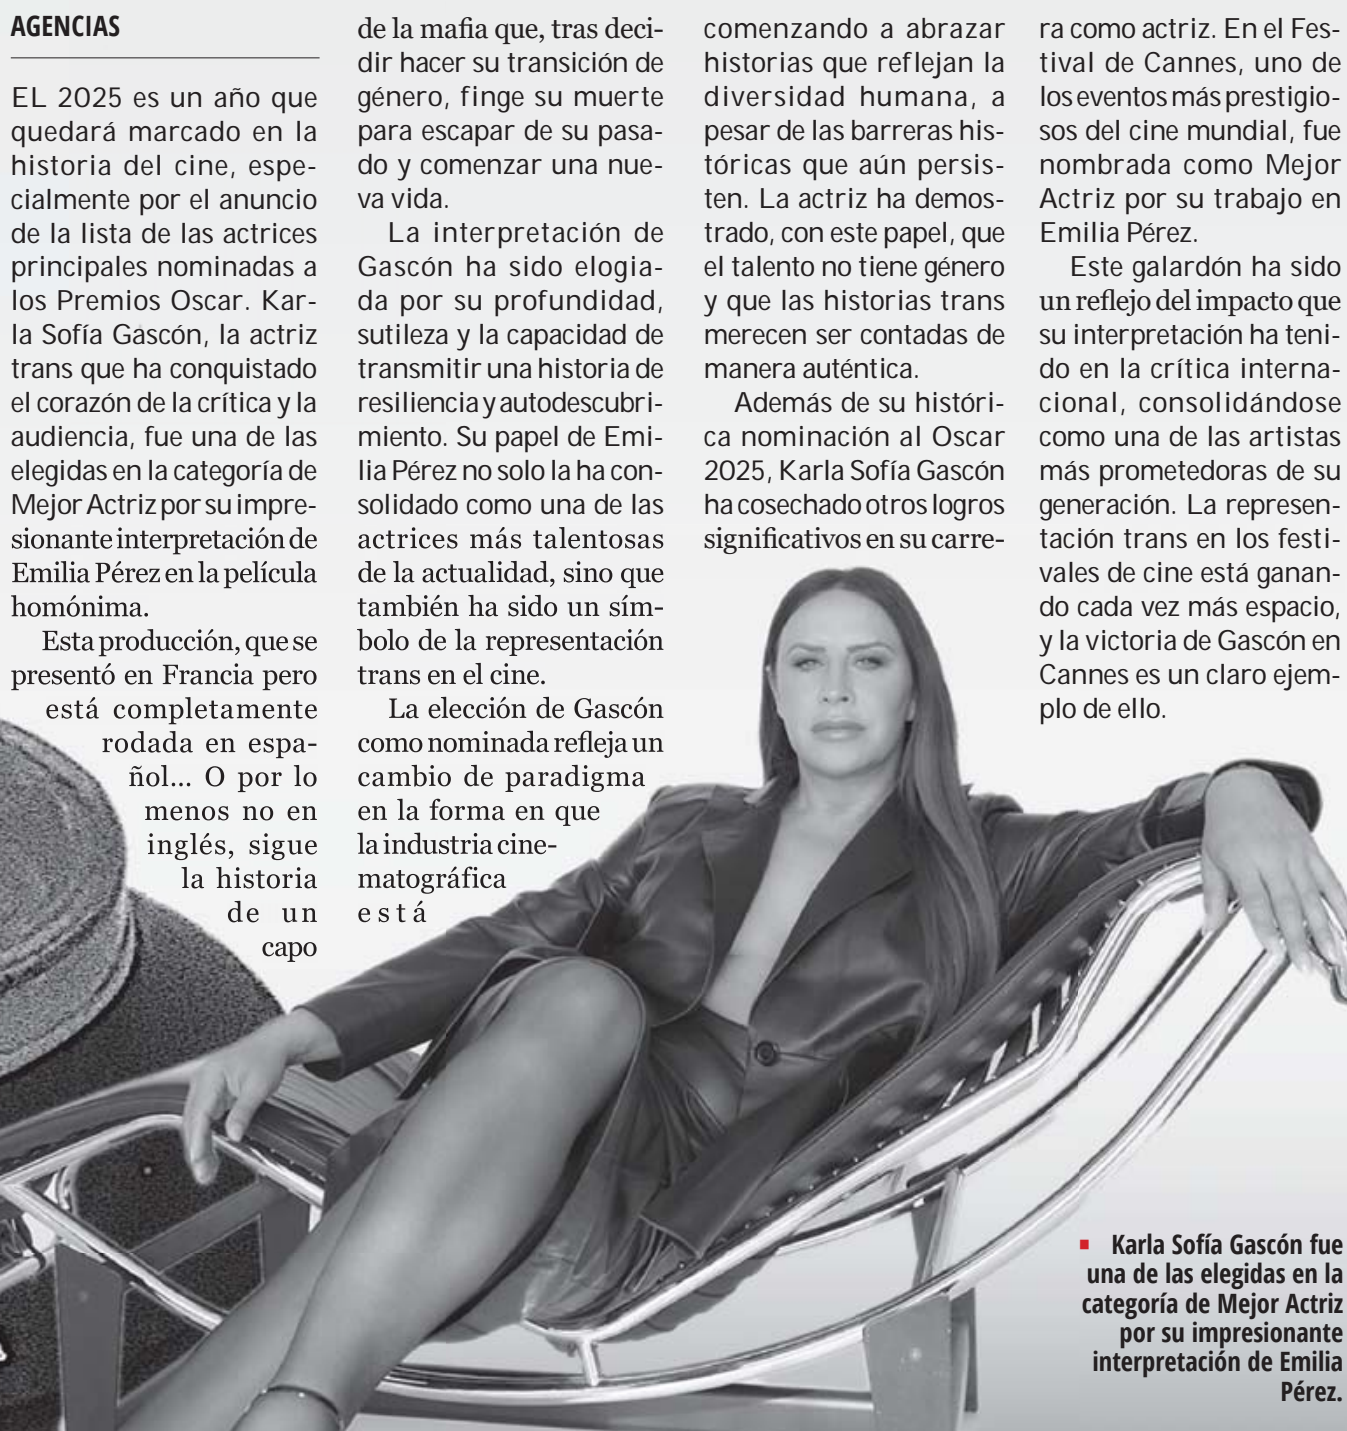 AGENCIAS
EL 2025 es un año que
quedará marcado en la
historia del cine, espe-
cialmente por el anuncio
de la lista de las actrices
principales nominadas a
los Premios Oscar. Kar-
la Sofía Gascón, la actriz
trans que ha conquistado
el corazón de la crítica y la
audiencia, fue una de las
elegidas en la categoría de
Mejor Actriz por su impre-
sionante interpretación de
Emilia Pérez en la película
homónima.
Esta producción, que se
presentó en Francia pero
está completamente
rodada en espa-
ñol... O por lo
menos no en
inglés, sigue
la historia
de un
capo
de la mafia que, tras deci-
dir hacer su transición de
género, finge su muerte
para escapar de su pasa-
do y comenzar una nue-
va vida.
La interpretación de
Gascón ha sido elogia-
da por su profundidad,
sutileza y la capacidad de
transmitir una historia de
resiliencia y autodescubri-
miento. Su papel de Emi-
lia Pérez no solo la ha con-
solidado como una de las
actrices más talentosas
de la actualidad, sino que
también ha sido un sím-
bolo de la representación
trans en el cine.
La elección de Gascón
como nominada refleja un
cambio de paradigma
en la forma en que
la industria cine-
matográfica
está
comenzando a abrazar
historias que reflejan la
diversidad humana, a
pesar de las barreras his-
tóricas que aún persis-
ten. La actriz ha demos-
trado, con este papel, que
el talento no tiene género
y que las historias trans
merecen ser contadas de
manera auténtica.
Además de su históri-
ca nominación al Oscar
2025, Karla Sofía Gascón
ha cosechado otros logros
significativos en su carre-
ra como actriz. En el Fes-
tival de Cannes, uno de
los eventos más prestigio-
sos del cine mundial, fue
nombrada como Mejor
Actriz por su trabajo en
Emilia Pérez.
Este galardón ha sido
un reflejo del impacto que
su interpretación ha teni-
do en la crítica interna-
cional, consolidándose
como una de las artistas
más prometedoras de su
generación. La represen-
tación trans en los festi-
vales de cine está ganan-
do cada vez más espacio,
y la victoria de Gascón en
Cannes es un claro ejem-
plo de ello.
Karla Sofía Gascón fue
una de las elegidas en la
categoría de Mejor Actriz
por su impresionante
interpretación de Emilia
Pérez.